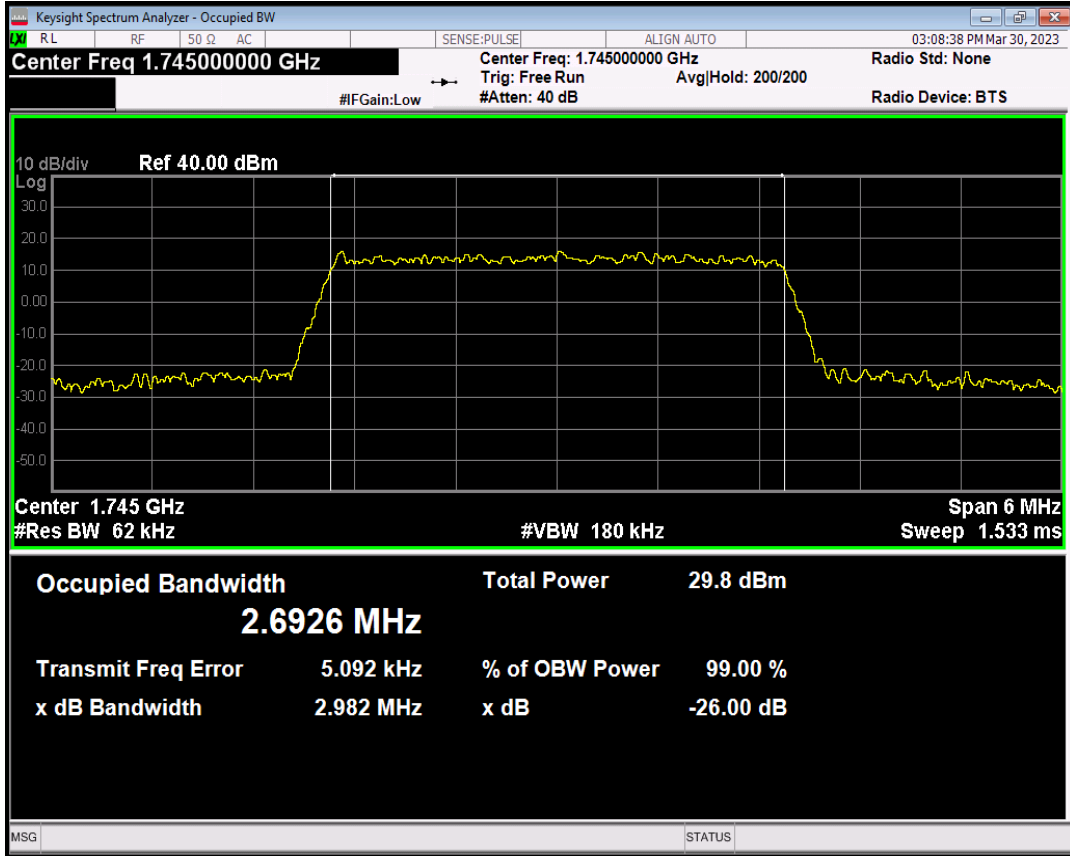 Keysight Spectrum Analyzer - Occupied BW
LXI RL RF 50 Ω AC SENSE:PULSE ALIGN AUTO 03:08:38 PM Mar 30, 2023
Center Freq 1.745000000 GHz Center Freq: 1.745000000 GHz Radio Std: None
Trig: Free Run Avg|Hold: 200/200
#IFGain:Low #Atten: 40 dB Radio Device: BTS
10 dB/div Ref 40.00 dBm
Log
30.0
20.0
10.0
0.00
-10.0
-20.0
-30.0
-40.0
-50.0
Center 1.745 GHz Span 6 MHz
#Res BW 62 kHz #VBW 180 kHz Sweep 1.533 ms
Occupied Bandwidth Total Power 29.8 dBm
2.6926 MHz
Transmit Freq Error 5.092 kHz % of OBW Power 99.00 %
x dB Bandwidth 2.982 MHz x dB -26.00 dB
MSG STATUS